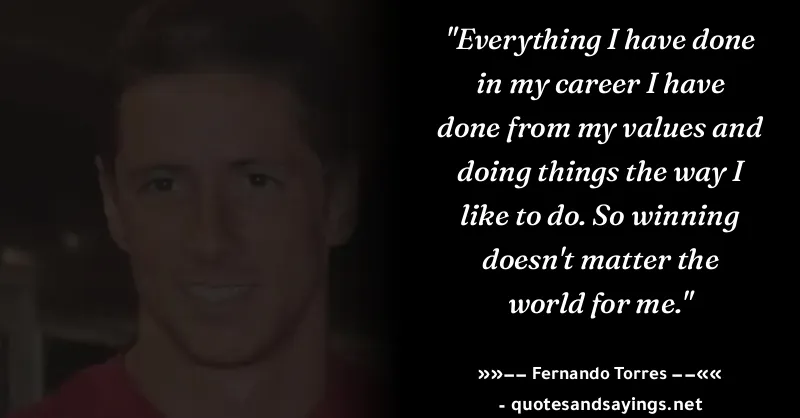 "Everything I have done
in my career I have
done from my values and
doing things the way I
like to do. So winning
doesn't matter the
world for me."
»»−− Fernando Torres −−««
- quotesandsayings.net